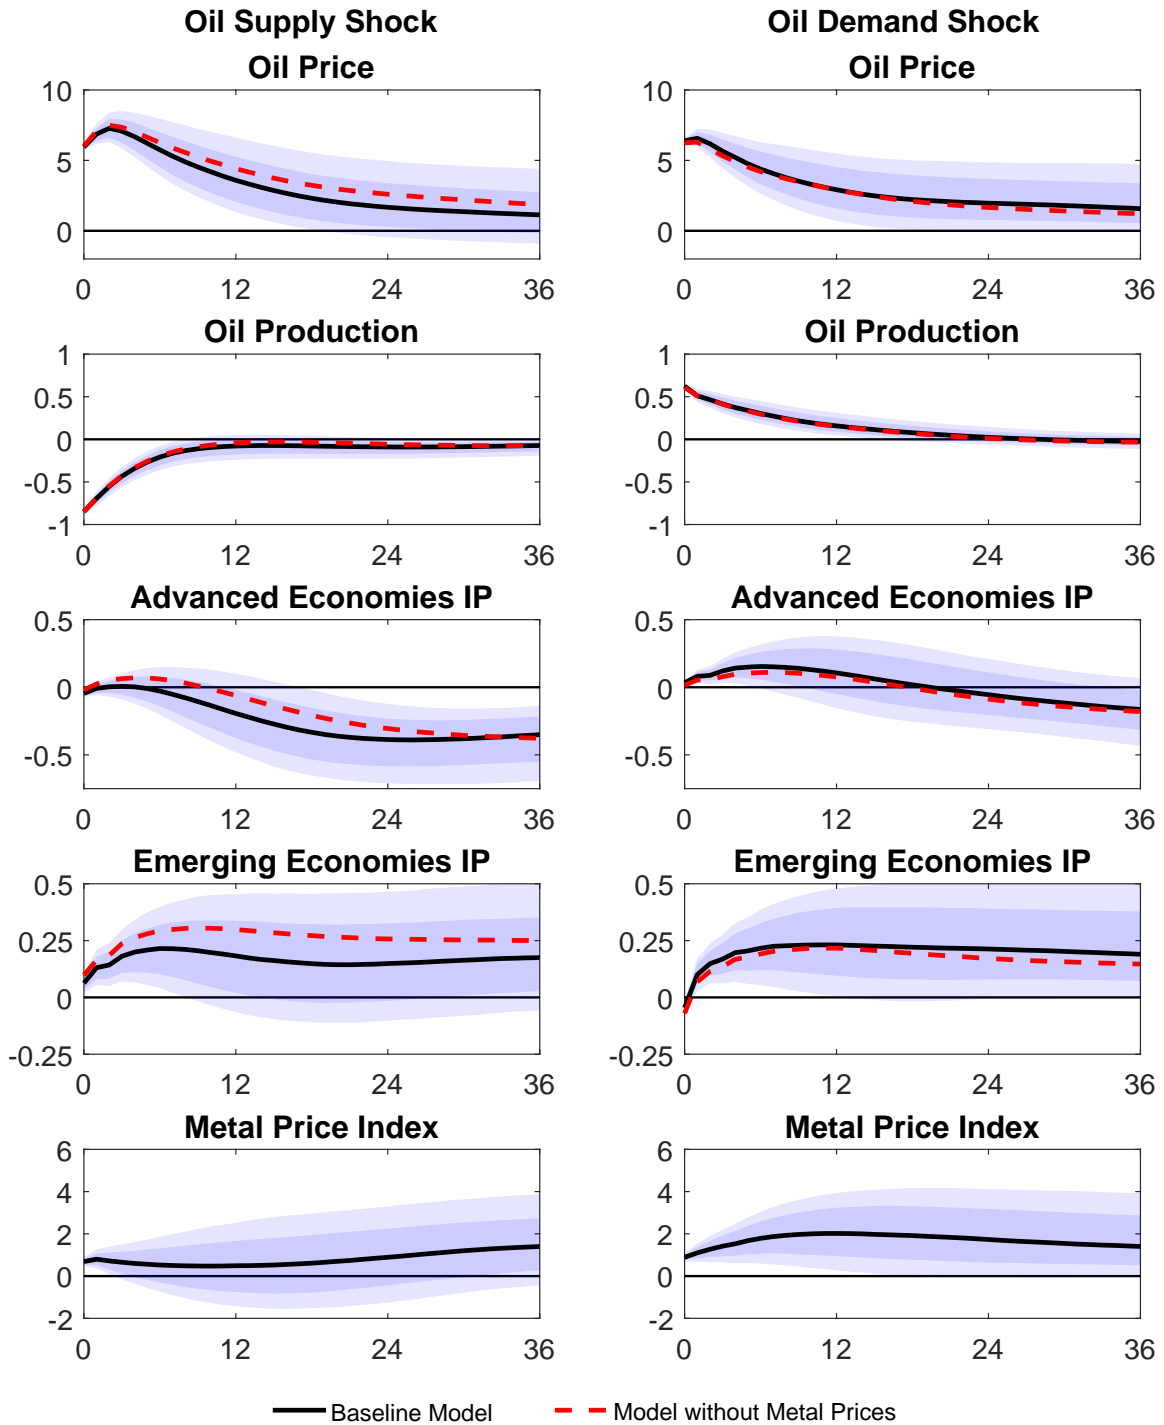 Oil Supply Shock
Oil Demand Shock
Oil Price
Oil Price
10
5
0
0 12 24 36
10
5
0
0 12 24 36
Oil Production
Oil Production
1
0.5
0
-0.5
-1
0 12 24 36
1
0.5
0
-0.5
-1
0 12 24 36
Advanced Economies IP
Advanced Economies IP
0.5
0
-0.5
0 12 24 36
0.5
0
-0.5
0 12 24 36
Emerging Economies IP
Emerging Economies IP
0.5
0.25
0
-0.25
0 12 24 36
0.5
0.25
0
-0.25
0 12 24 36
Metal Price Index
Metal Price Index
6
4
2
0
-2
0 12 24 36
6
4
2
0
-2
0 12 24 36
Baseline Model
Model without Metal Prices